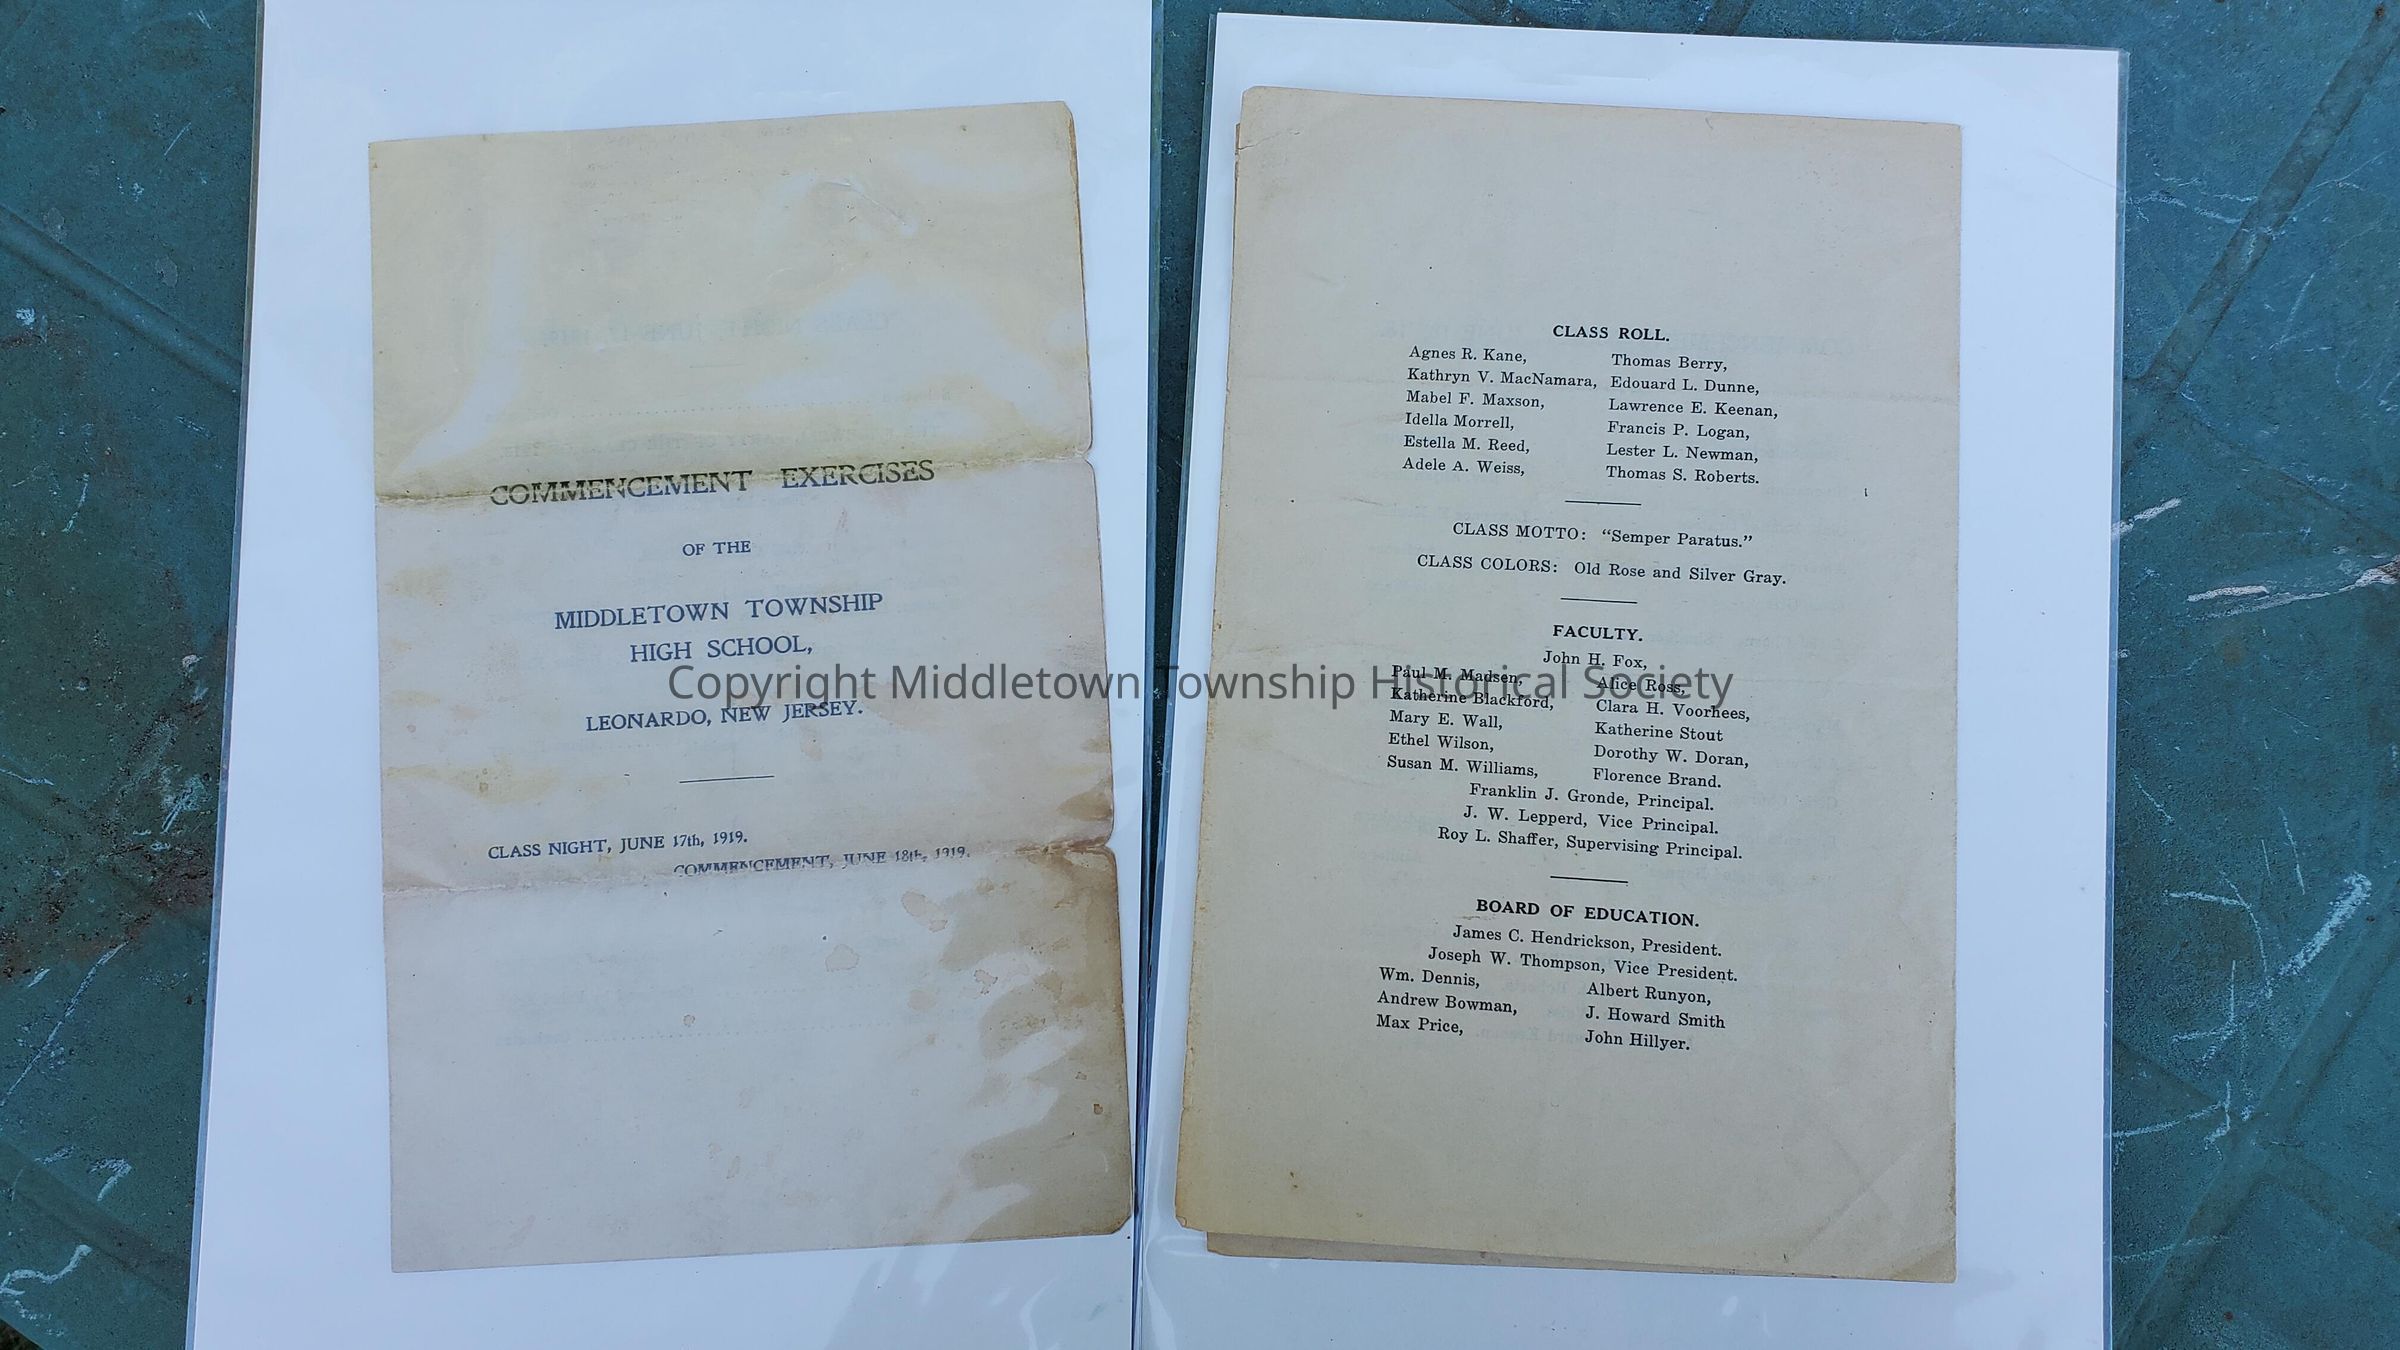 COMMENCEMENT EXERCISES
OF THE
MIDDLETOWN TOWNSHIP
HIGH SCHOOL,
LEONARDO, NEW JERSEY.
CLASS NIGHT, JUNE 17th, 1919.
COMMENCEMENT, JUNE 18th, 1919.
CLASS ROLL.
Agnes R. Kane, Thomas Berry,
Kathryn V. MacNamara, Edouard L. Dunne,
Mabel F. Maxson, Lawrence E. Keenan,
Idella Morrell, Francis P. Logan,
Estella M. Reed, Lester L. Newman,
Adele A. Weiss, Thomas S. Roberts.
CLASS MOTTO: "Semper Paratus."
CLASS COLORS: Old Rose and Silver Gray.
FACULTY.
John H. Fox,
Paul M. Madsen, Alice Ross,
Katherine Blackford, Clara H. Voorhees,
Mary E. Wall, Katherine Stout
Ethel Wilson, Dorothy W. Doran,
Susan M. Williams, Florence Brand.
Franklin J. Gronde, Principal.
J. W. Lepperd, Vice Principal.
Roy L. Shaffer, Supervising Principal.
BOARD OF EDUCATION.
James C. Hendrickson, President.
Joseph W. Thompson, Vice President.
Wm. Dennis, Albert Runyon,
Andrew Bowman, J. Howard Smith
Max Price, John Hillyer.
Copyright Middletown Township Historical Society